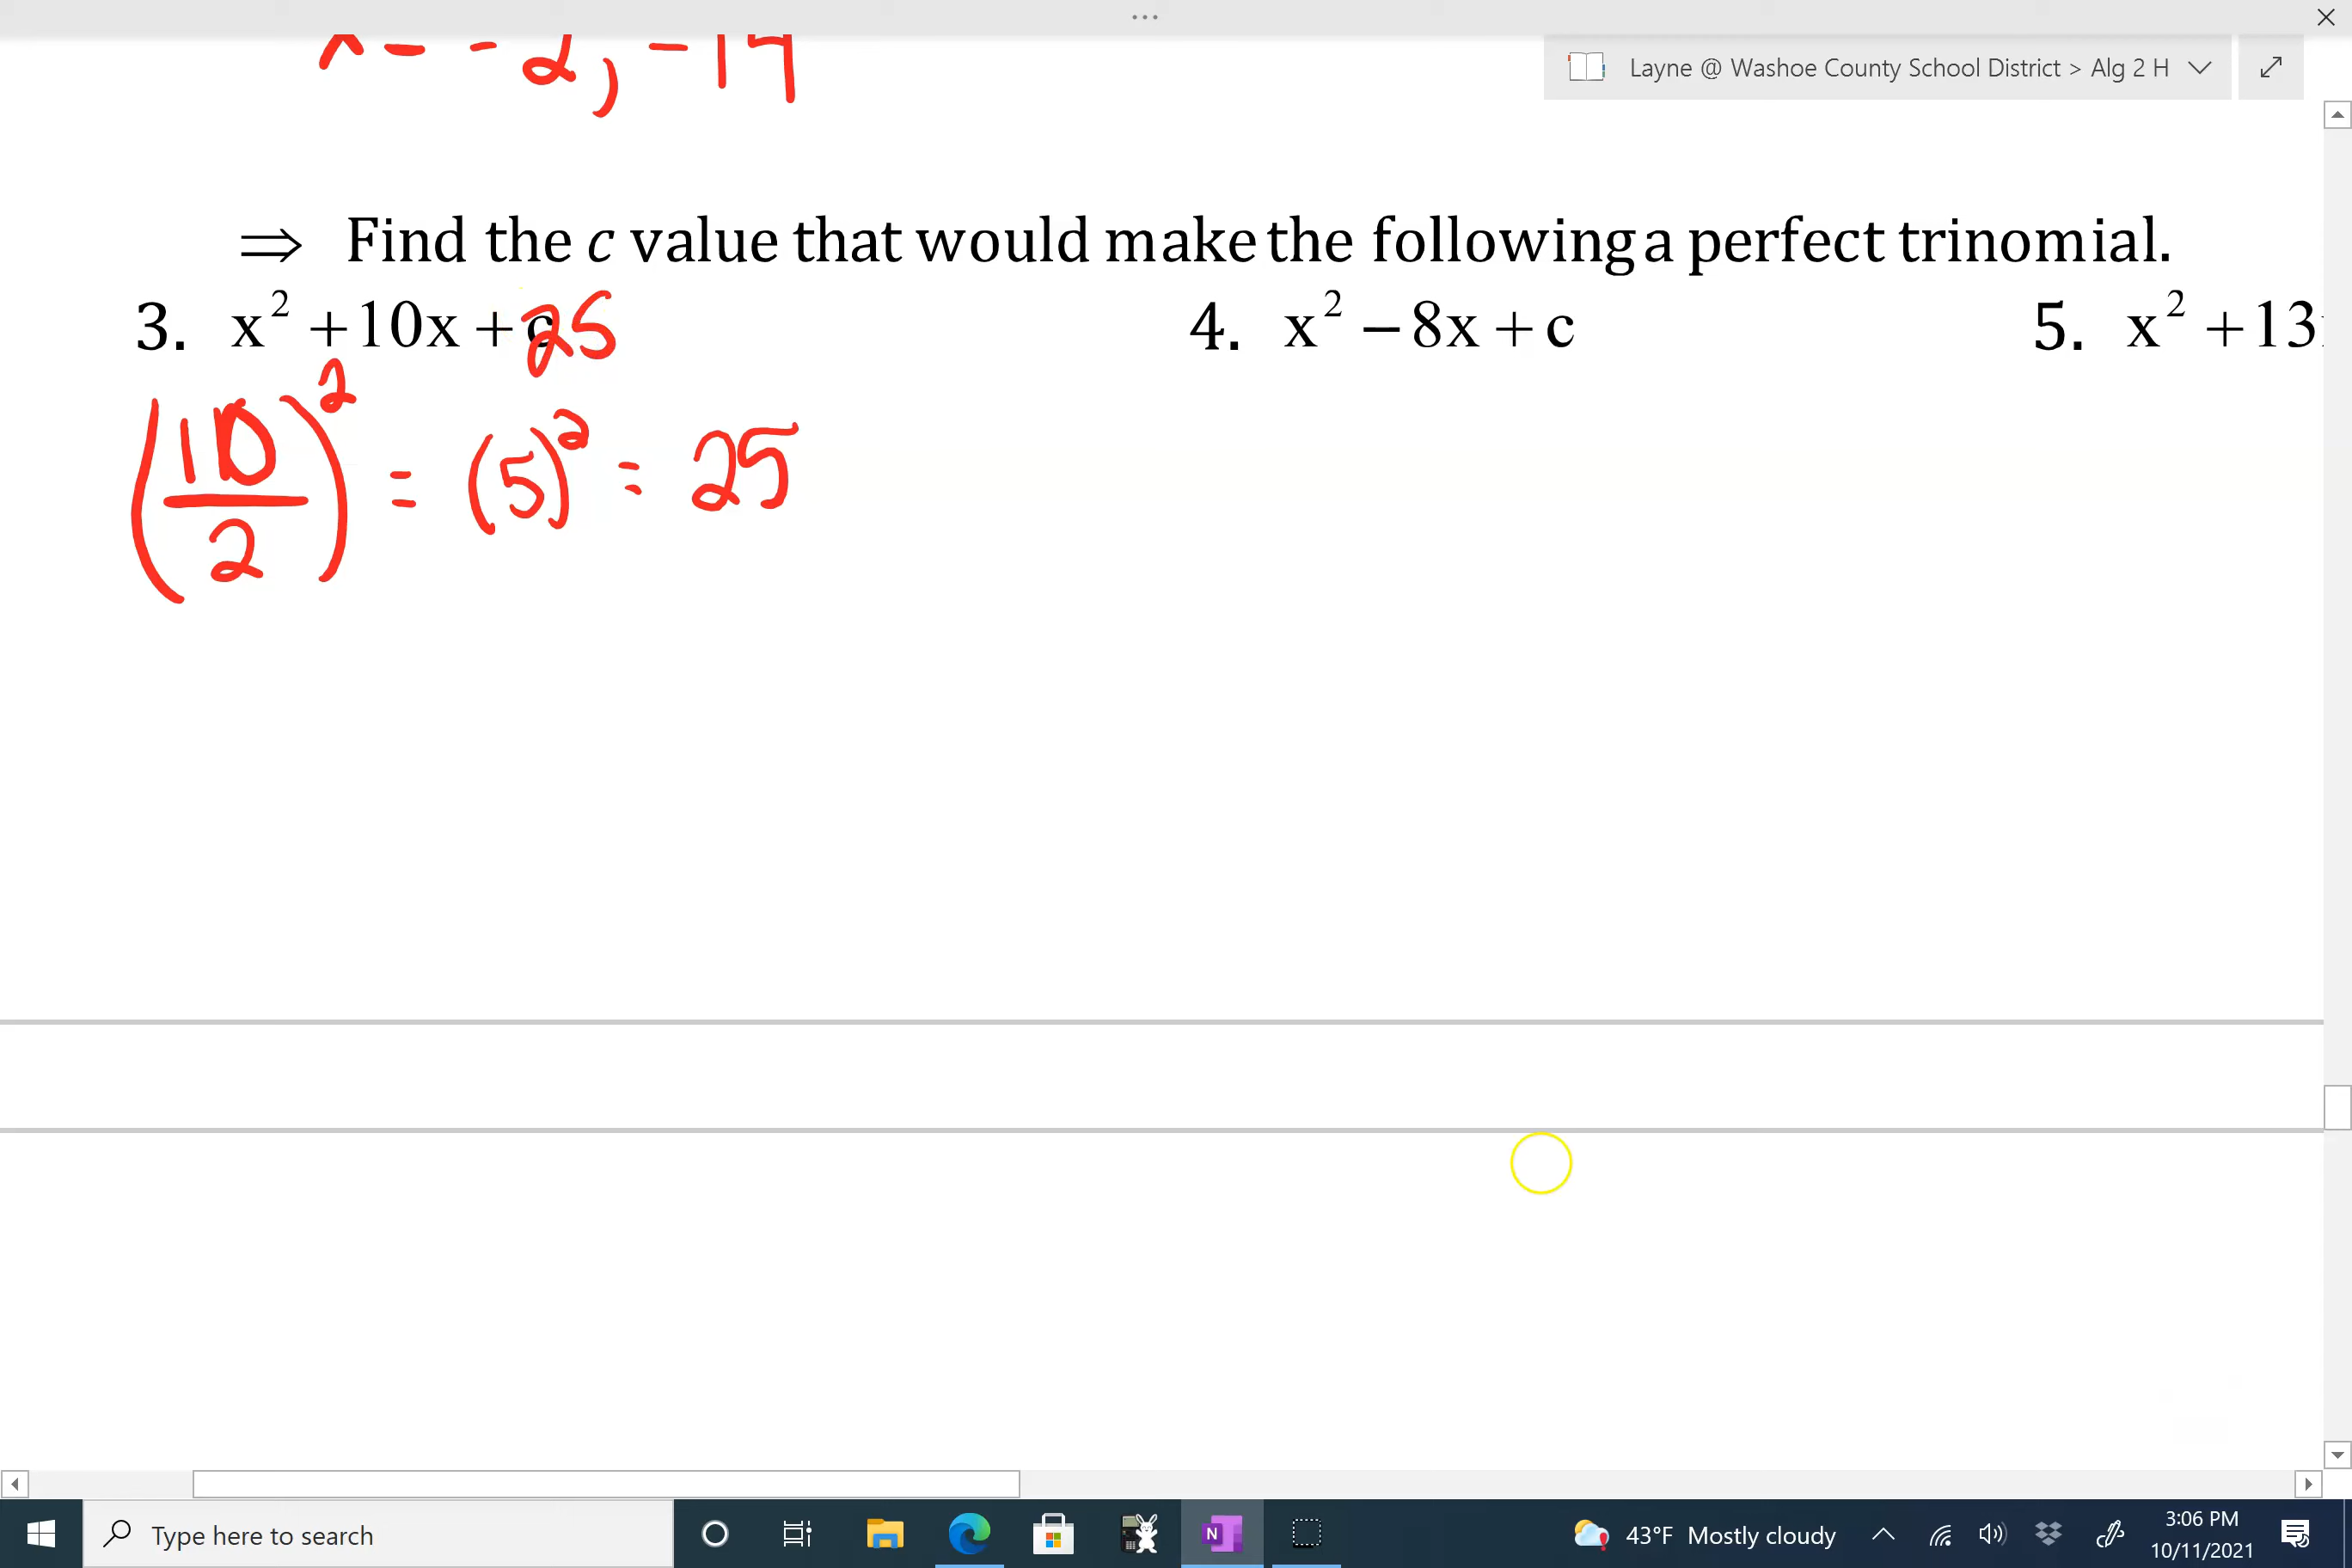 ...
x = -2, -14
Layne @ Washoe County School District > Alg 2 H
⇒ Find the c value that would make the following a perfect trinomial.
3. x² + 10x + c 25
4. x² − 8x + c
5. x² + 13
(10/2)² = (5)² = 25
Type here to search
N
43°F Mostly cloudy
3:06 PM
10/11/2021